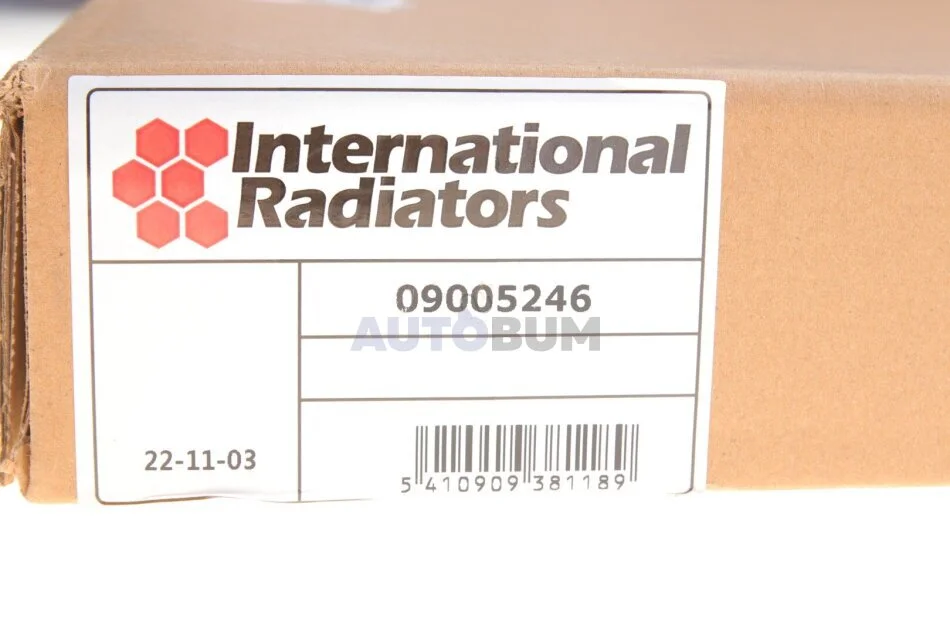 International
Radiators
09005246
AUTOBUM
22-11-03
5 410909 381189